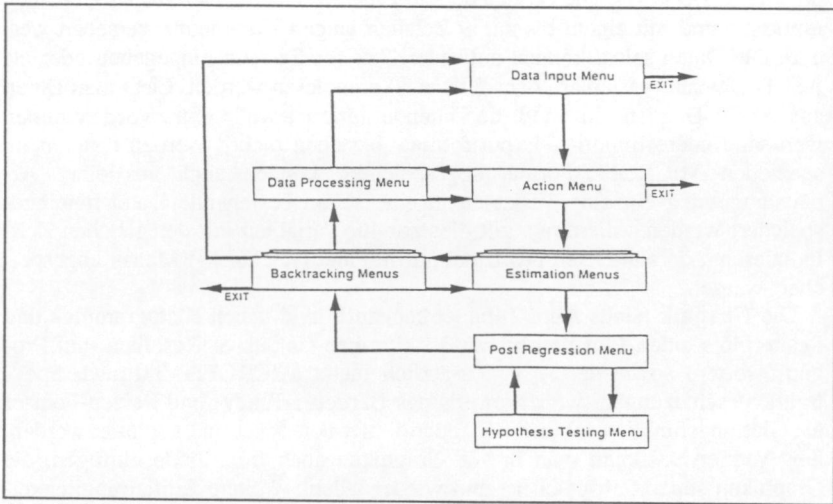 Data Input Menu
EXIT
Data Processing Menu
Action Menu
EXIT
Backtracking Menus
Estimation Menus
EXIT
Post Regression Menu
Hypothesis Testing Menu